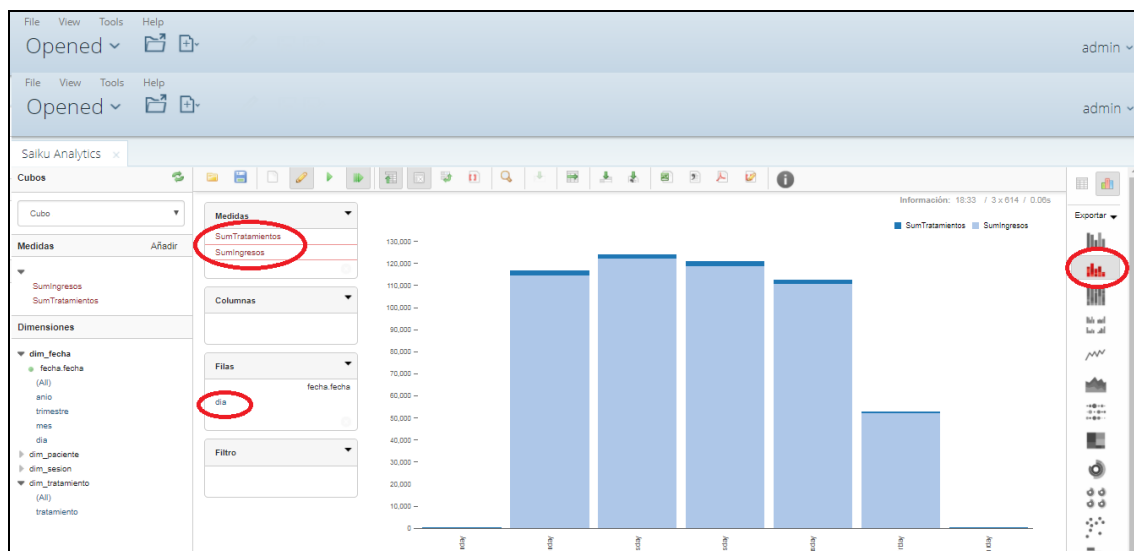 File View Tools Help
Opened
admin
File View Tools Help
Opened
admin
Saiku Analytics ×
Cubos
Cubo
Medidas Añadir
SumIngresos
SumTratamientos
Dimensiones
dim_fecha
fecha.fecha
(All)
anio
trimestre
mes
dia
dim_paciente
dim_sesion
dim_tratamiento
(All)
tratamiento
Medidas
SumTratamientos
SumIngresos
Columnas
Filas
fecha.fecha
dia
Filtro
Información: 18:33 / 3 x 614 / 0.06s
SumTratamientos SumIngresos
130,000
120,000
110,000
100,000
90,000
80,000
70,000
60,000
50,000
40,000
30,000
20,000
10,000
0
Exportar